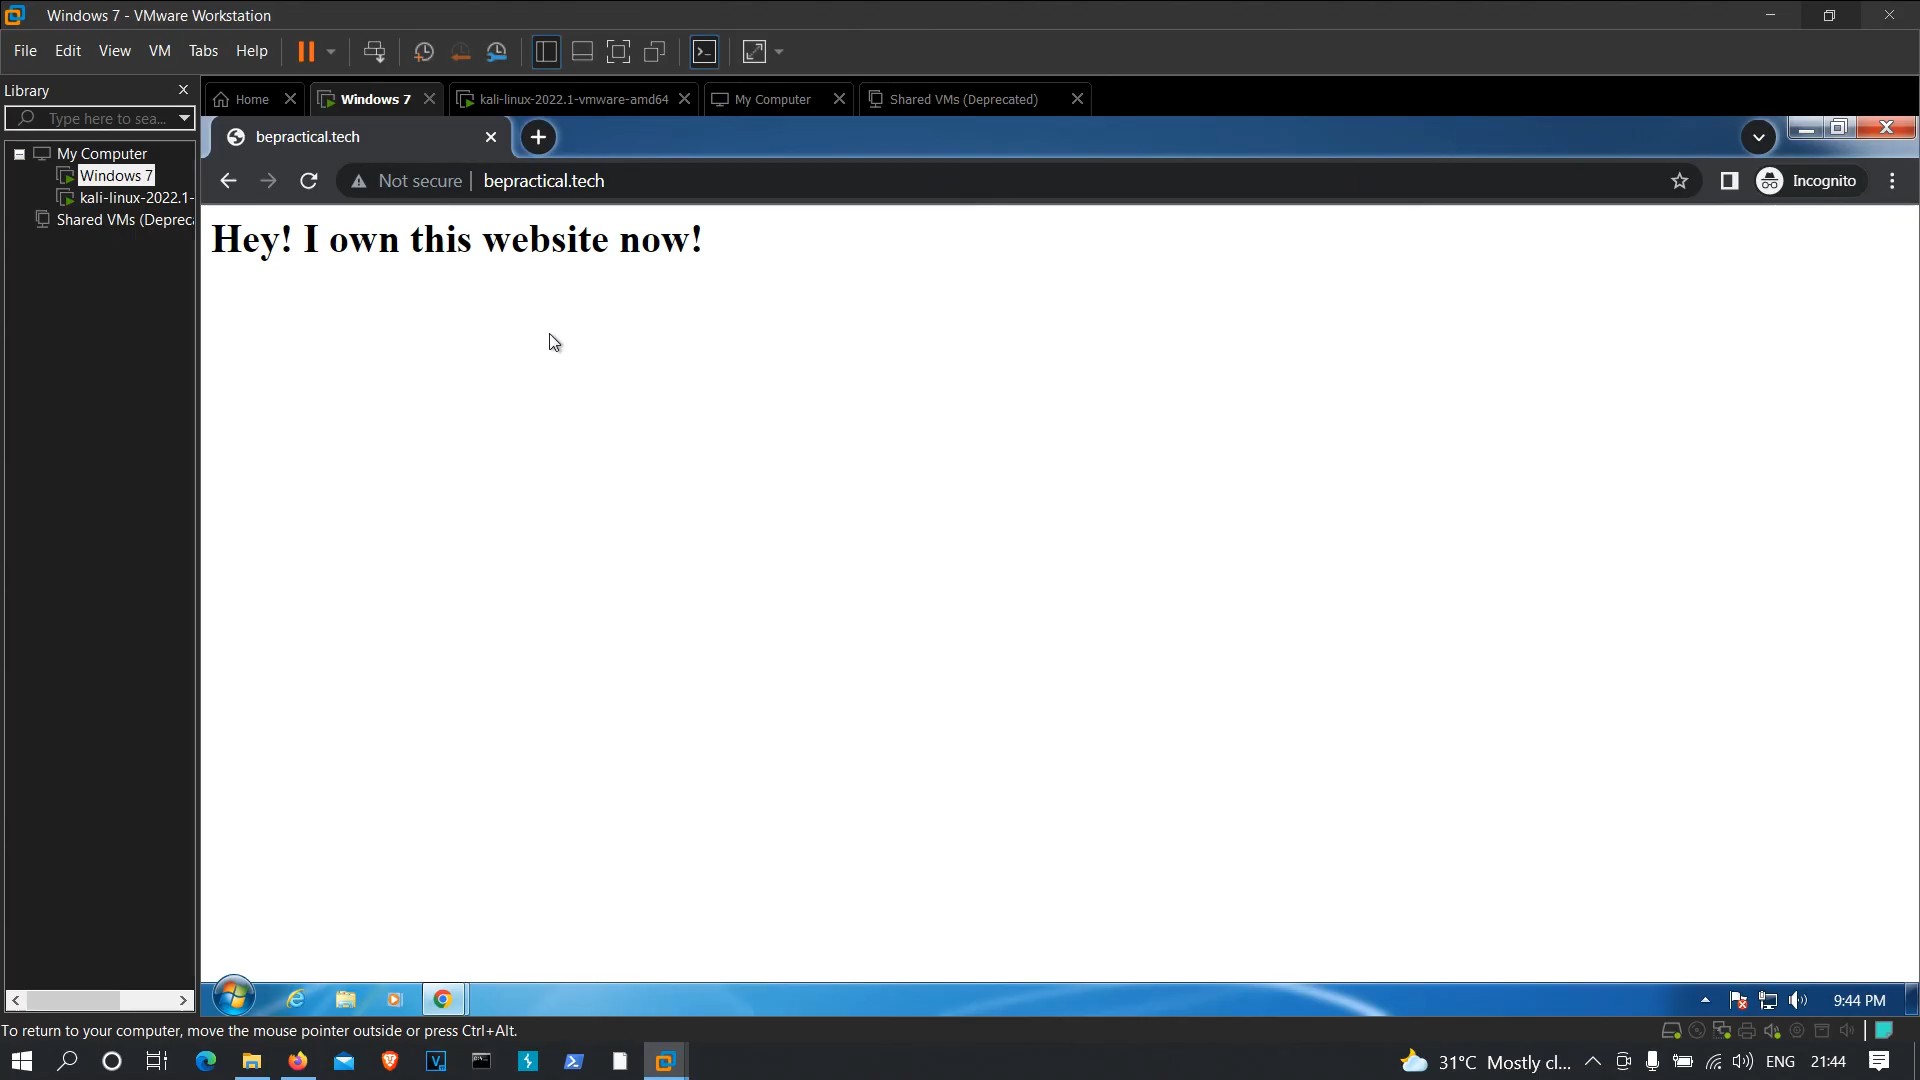 Windows 7 - VMware Workstation
File Edit View VM Tabs Help
Library
Home Windows 7 kali-linux-2022.1-vmware-amd64 My Computer Shared VMs (Deprecated)
Type here to sea...
bepractical.tech
My Computer
Windows 7
kali-linux-2022.1-
Shared VMs (Depreca
Not secure | bepractical.tech
Incognito
Hey! I own this website now!
9:44 PM
To return to your computer, move the mouse pointer outside or press Ctrl+Alt.
31°C Mostly cl... ENG 21:44